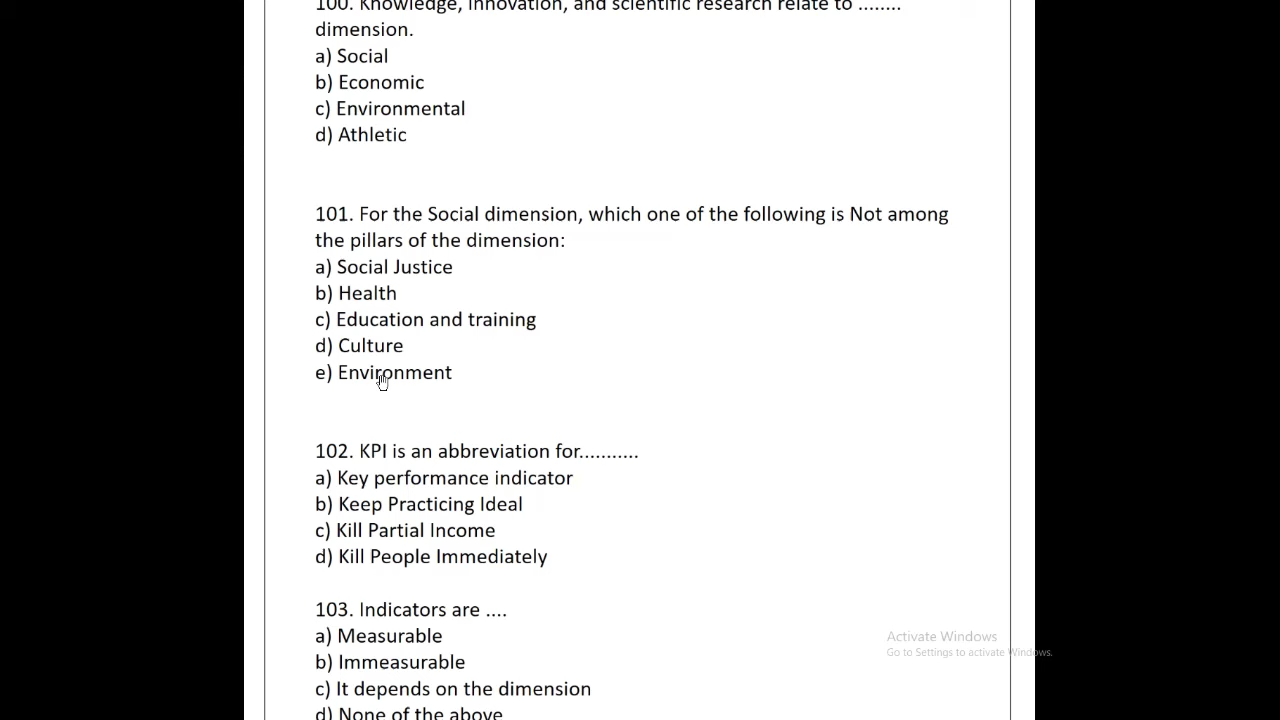 100. Knowledge, innovation, and scientific research relate to ........
dimension.
a) Social
b) Economic
c) Environmental
d) Athletic
101. For the Social dimension, which one of the following is Not among
the pillars of the dimension:
a) Social Justice
b) Health
c) Education and training
d) Culture
e) Environment
102. KPI is an abbreviation for...........
a) Key performance indicator
b) Keep Practicing Ideal
c) Kill Partial Income
d) Kill People Immediately
103. Indicators are ....
a) Measurable
b) Immeasurable
c) It depends on the dimension
d) None of the above
Activate Windows
Go to Settings to activate Windows.